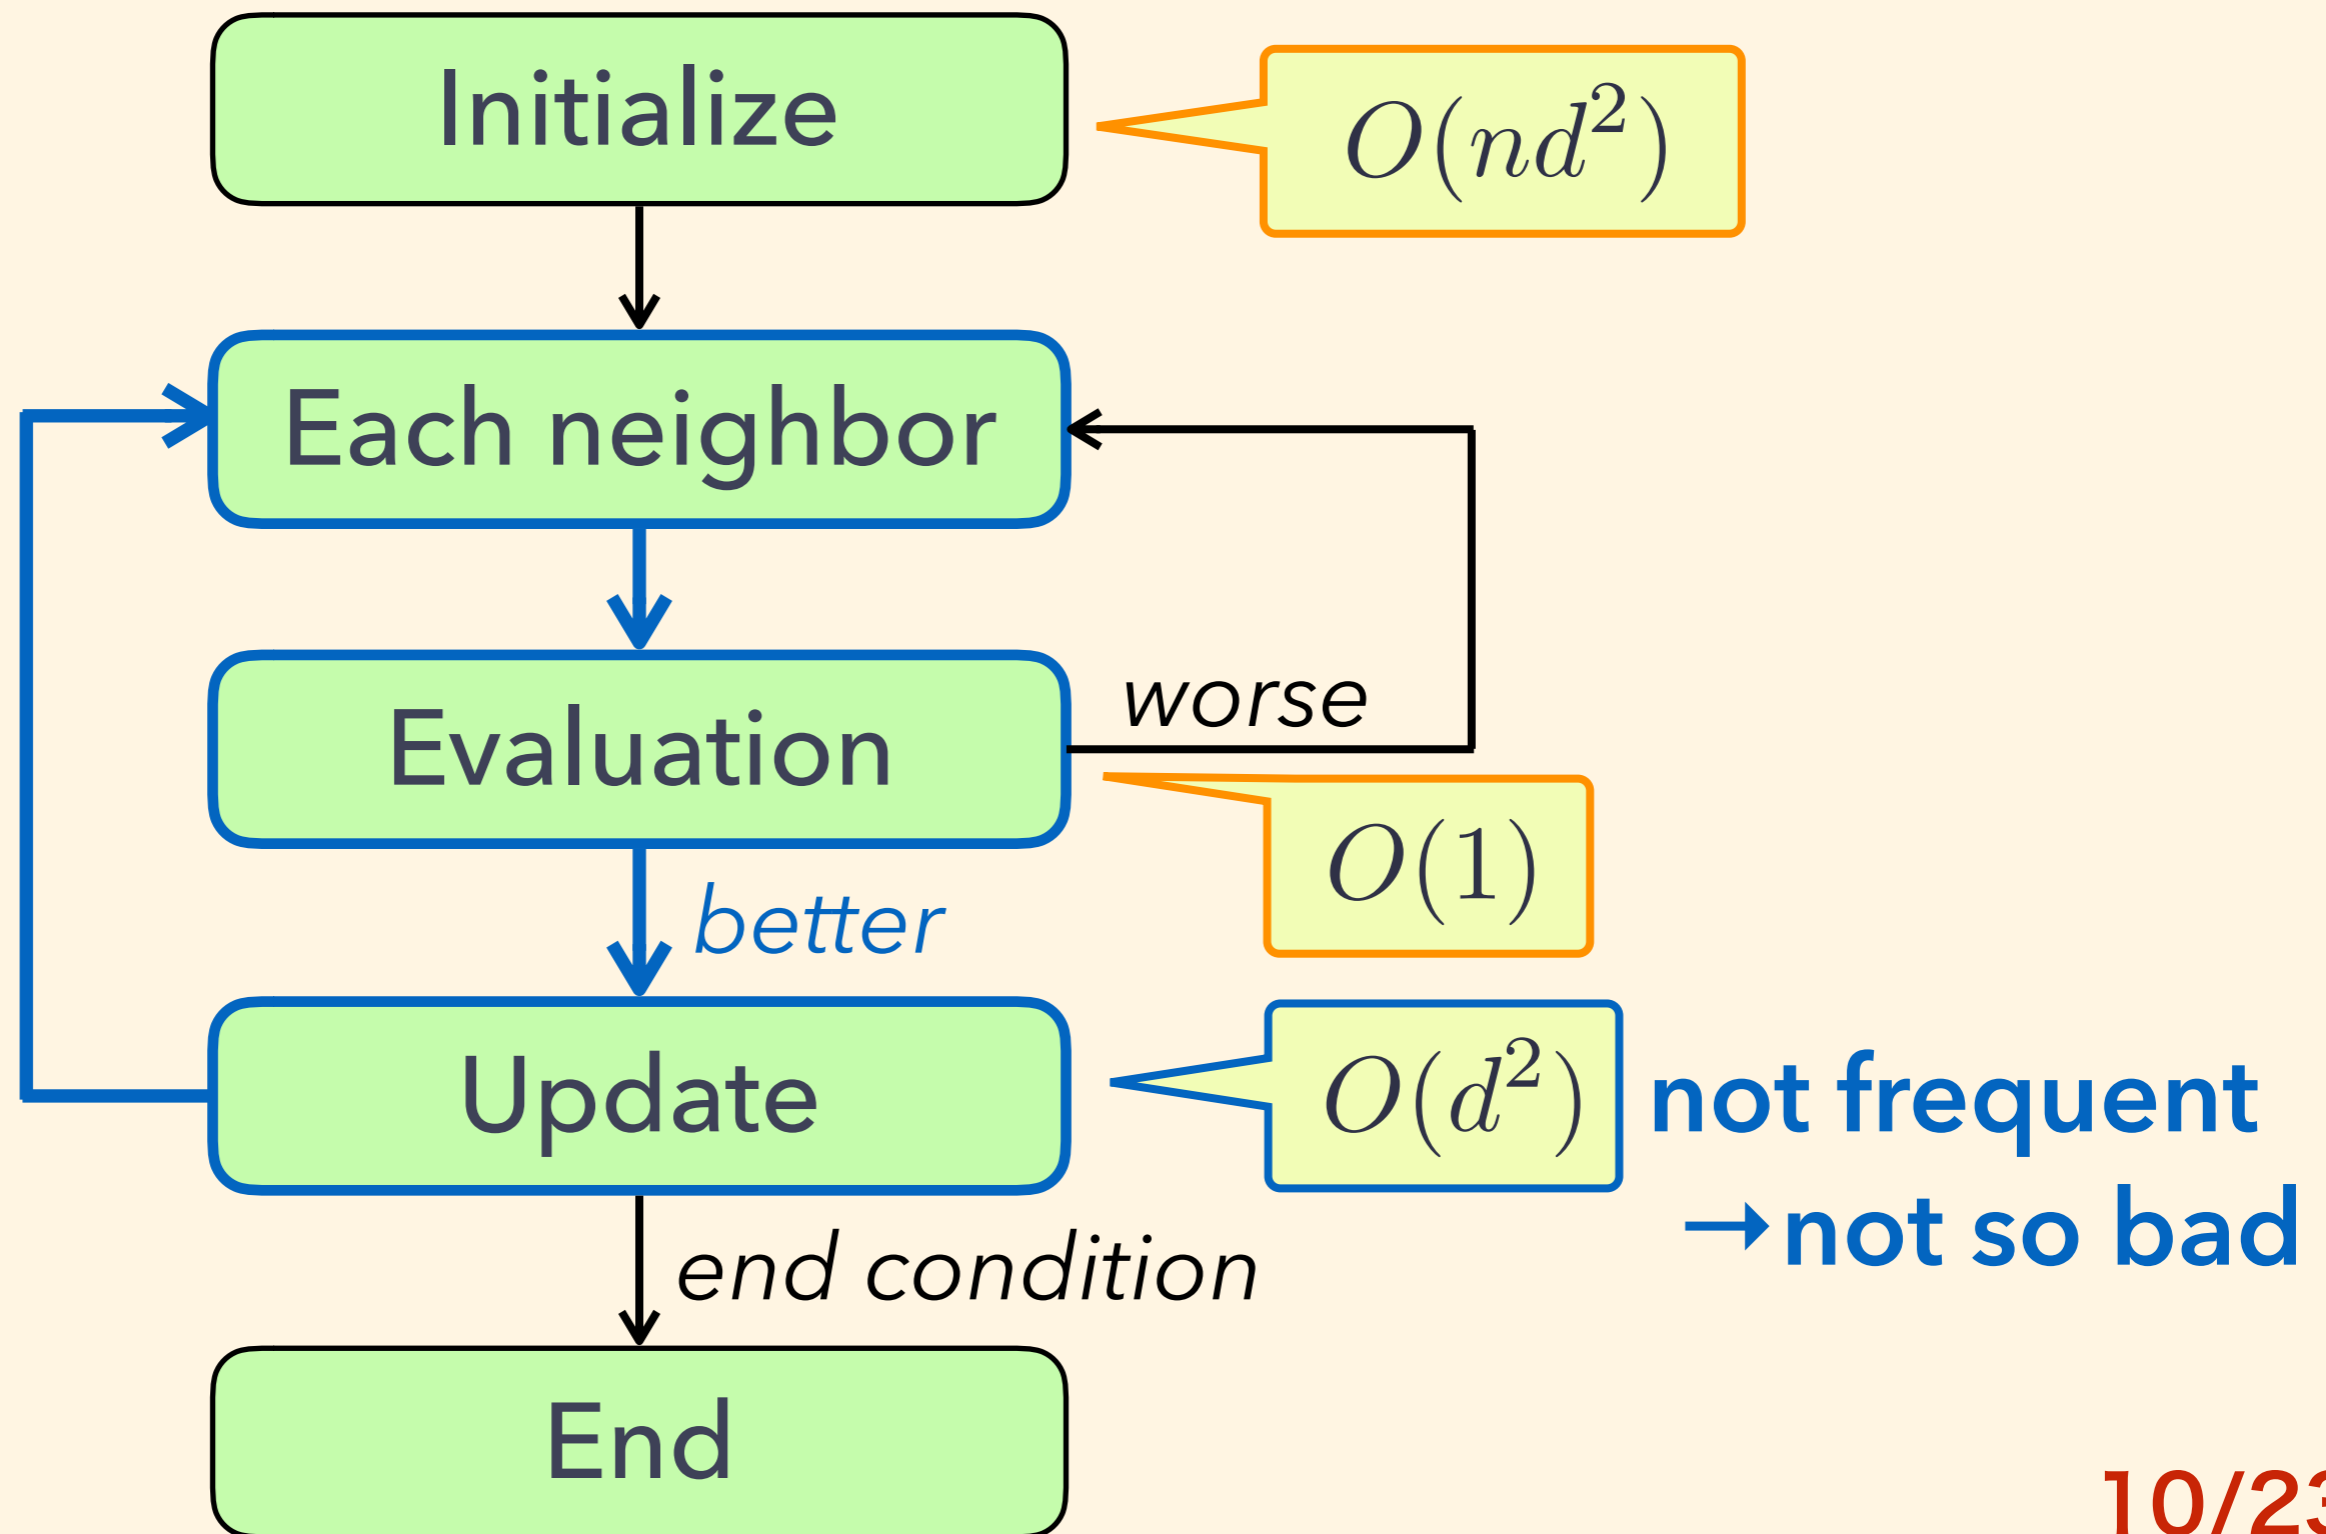 Initialize
O(nd²)
Each neighbor
Evaluation
worse
O(1)
better
Update
O(d²)
not frequent
→not so bad
end condition
End
10/23